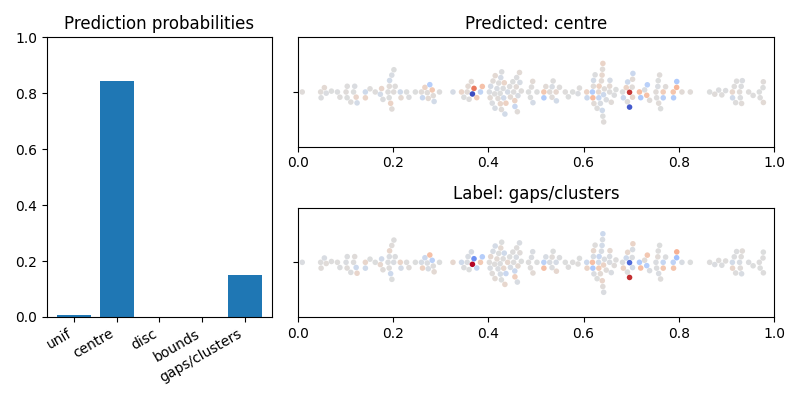 Prediction probabilities
1.0
0.8
0.6
0.4
0.2
0.0
unif
centre
disc
bounds
gaps/clusters
Predicted: centre
0.0 0.2 0.4 0.6 0.8 1.0
Label: gaps/clusters
0.0 0.2 0.4 0.6 0.8 1.0